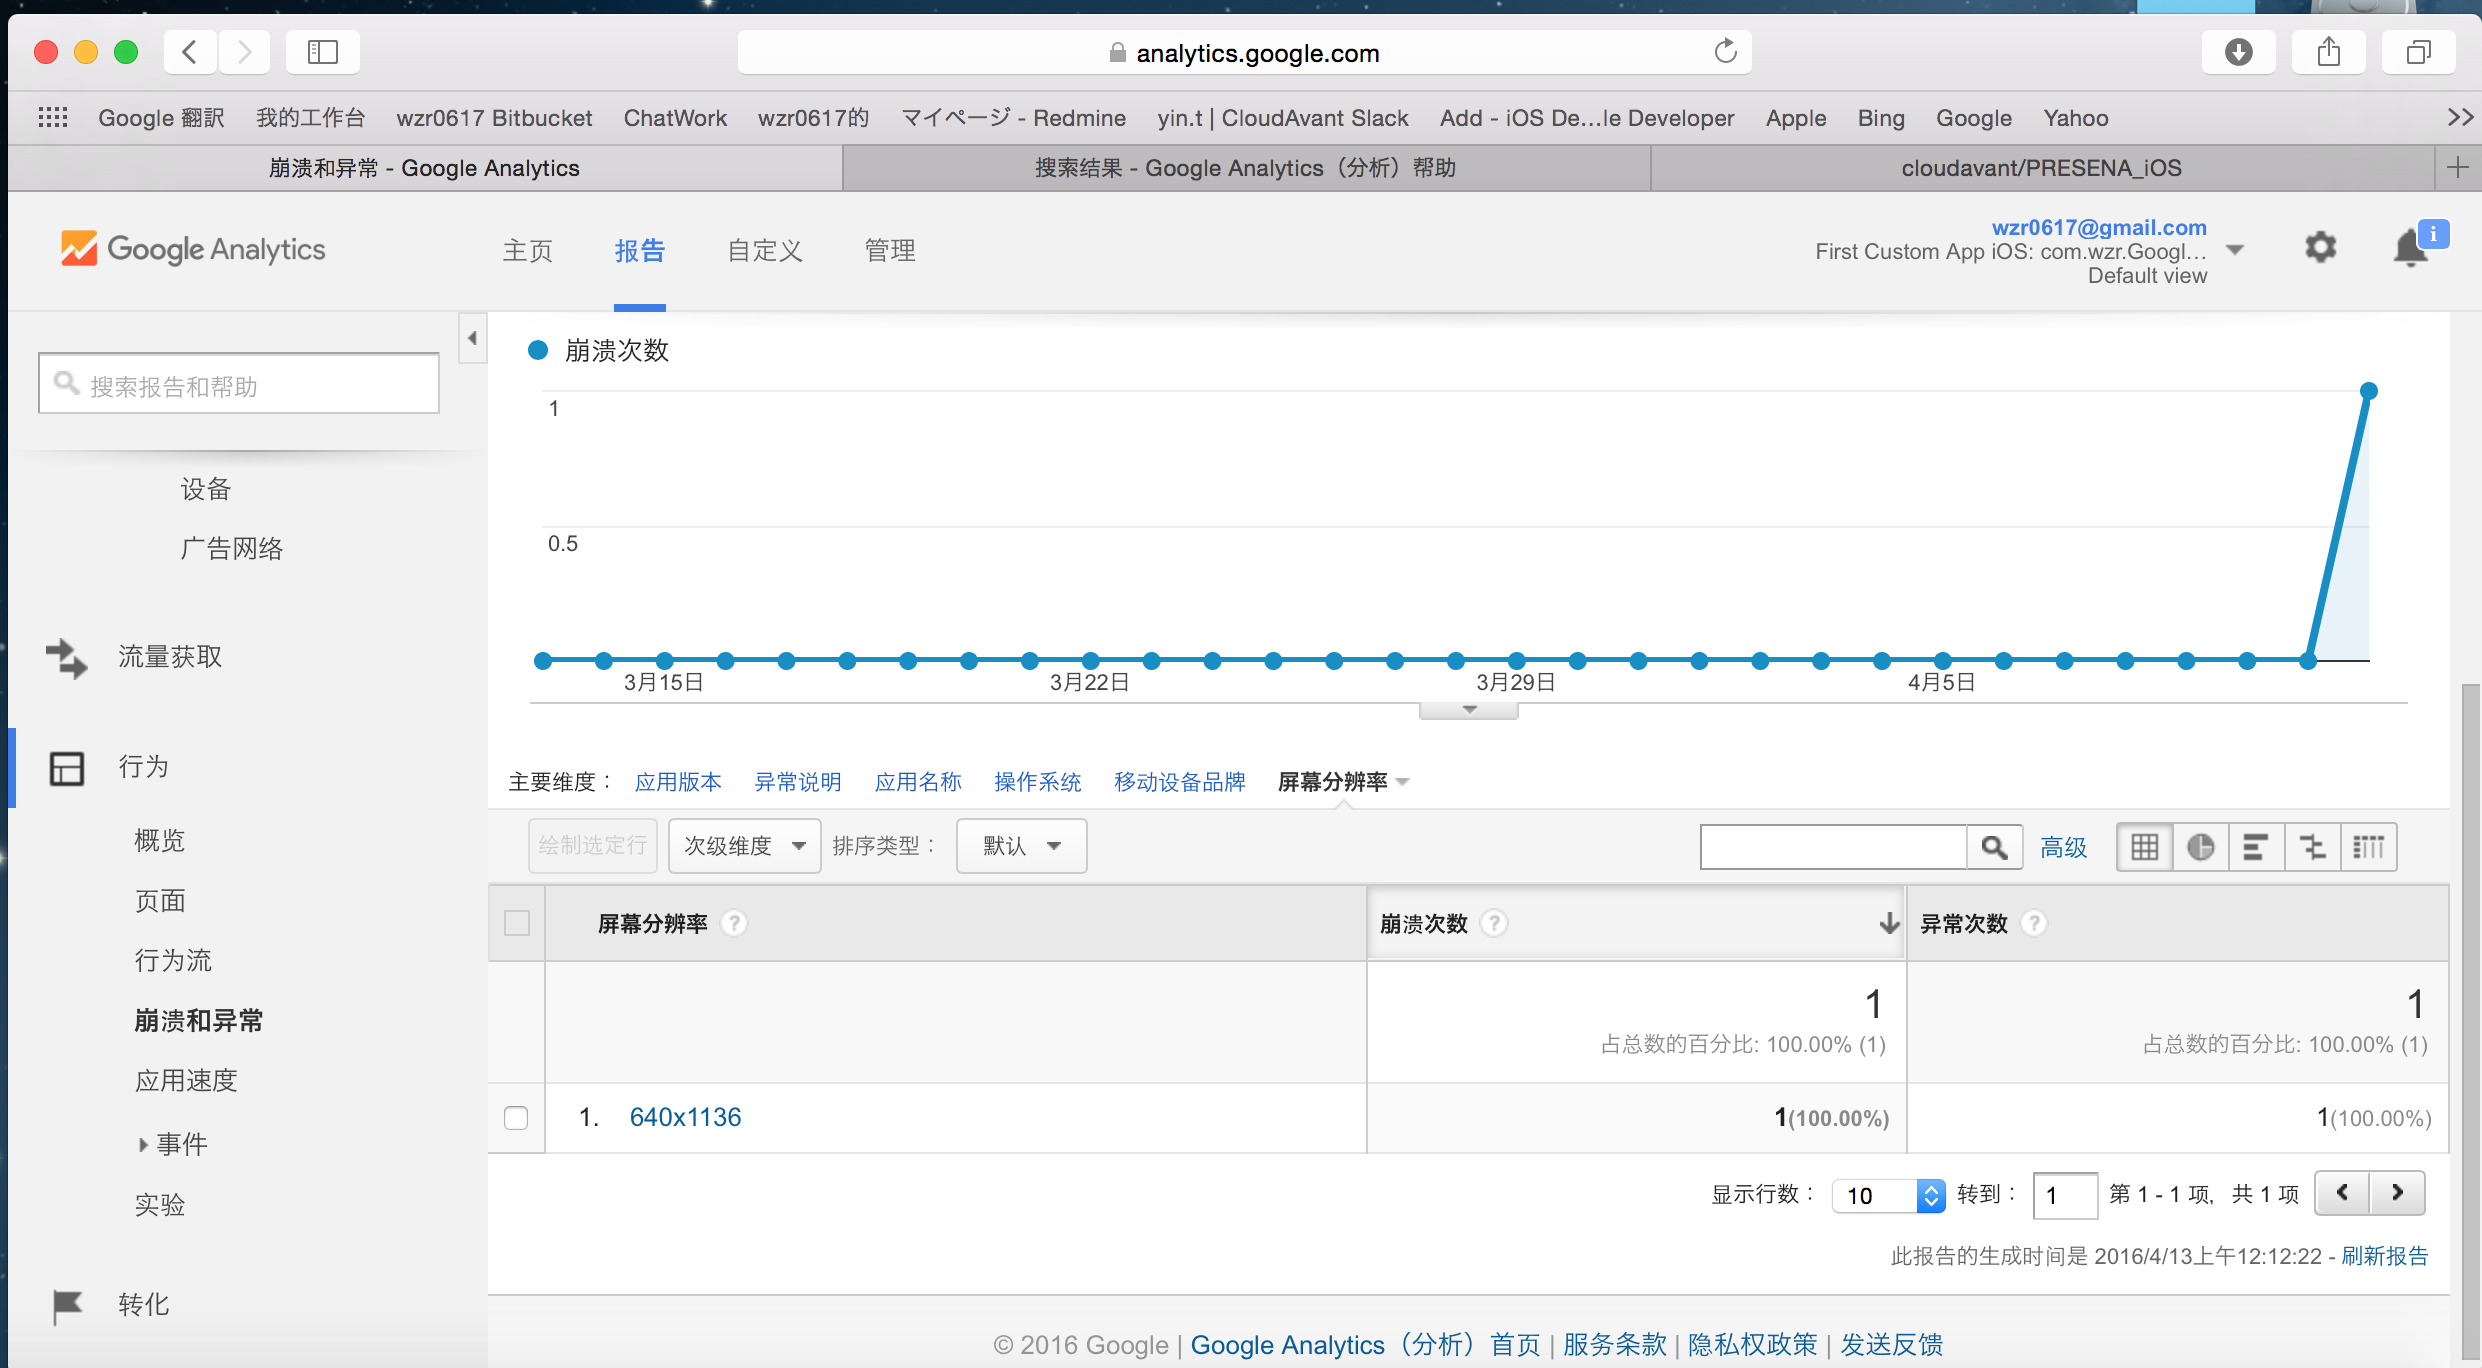 analytics.google.com
Google 翻訳 我的工作台 wzr0617 Bitbucket ChatWork wzr0617的 マイページ - Redmine yin.t | CloudAvant Slack Add - iOS De...le Developer Apple Bing Google Yahoo
崩溃和异常 - Google Analytics 搜索结果 - Google Analytics（分析）帮助 cloudavant/PRESENA_iOS
Google Analytics 主页 报告 自定义 管理
wzr0617@gmail.com
First Custom App iOS: com.wzr.Googl...
Default view
搜索报告和帮助
设备
广告网络
流量获取
行为
概览
页面
行为流
崩溃和异常
应用速度
事件
实验
转化
崩溃次数
1
0.5
3月15日 3月22日 3月29日 4月5日
主要维度： 应用版本 异常说明 应用名称 操作系统 移动设备品牌 屏幕分辨率
绘制选定行 次级维度 排序类型： 默认 高级
屏幕分辨率 ? 崩溃次数 ? 异常次数 ?
1 1
占总数的百分比: 100.00% (1) 占总数的百分比: 100.00% (1)
1. 640x1136 1(100.00%) 1(100.00%)
显示行数： 10 转到： 1 第 1 - 1 项，共 1 项
此报告的生成时间是 2016/4/13上午12:12:22 - 刷新报告
© 2016 Google | Google Analytics（分析）首页 | 服务条款 | 隐私权政策 | 发送反馈